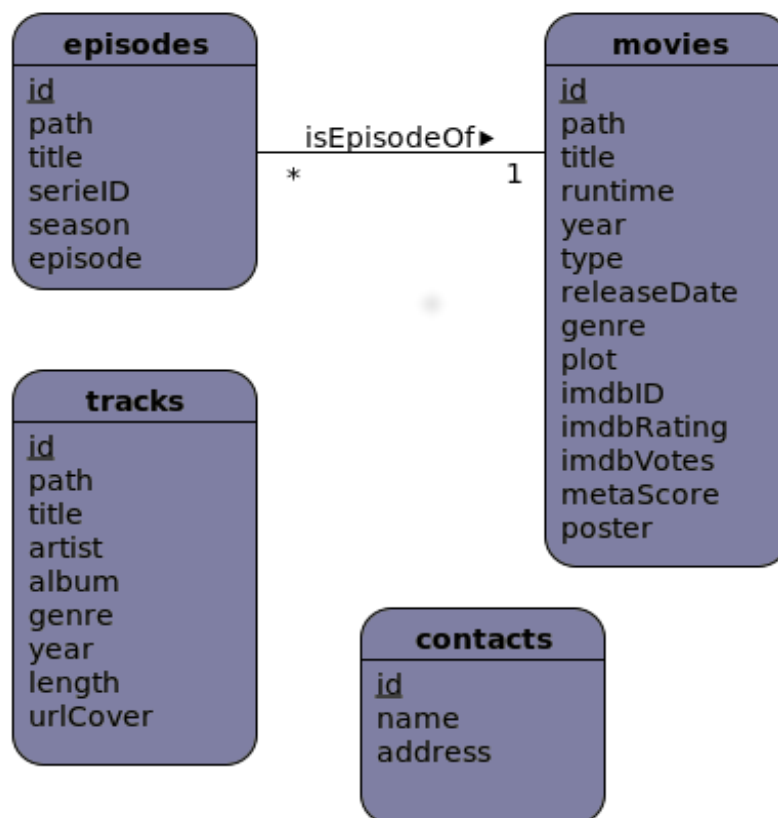 episodes
id
path
title
serieID
season
episode
isEpisodeOf▶
*
1
movies
id
path
title
runtime
year
type
releaseDate
genre
plot
imdbID
imdbRating
imdbVotes
metaScore
poster
tracks
id
path
title
artist
album
genre
year
length
urlCover
contacts
id
name
address